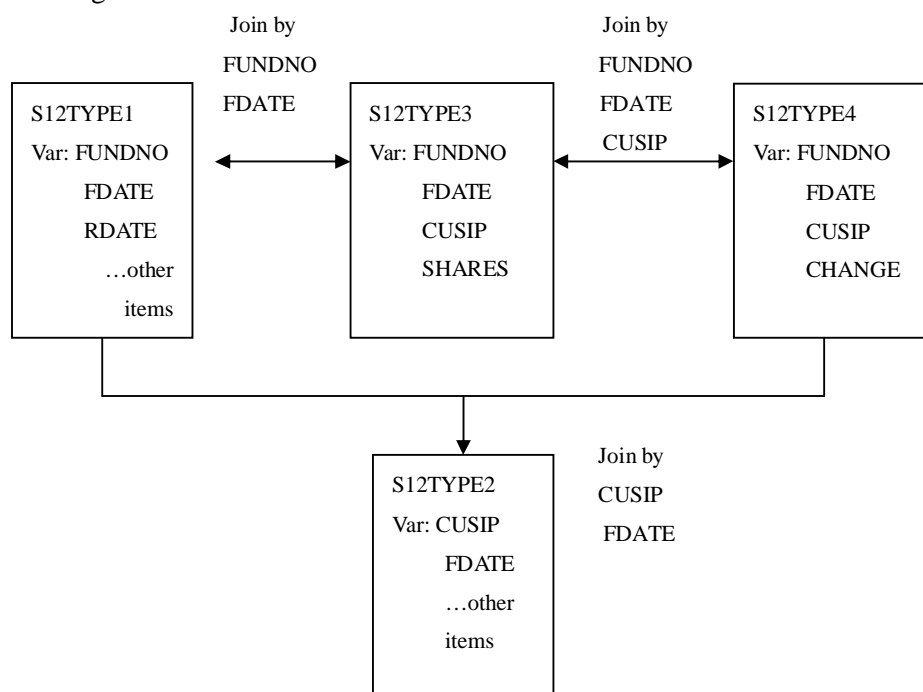 Join by
FUNDNO
FDATE
Join by
FUNDNO
FDATE
CUSIP
S12TYPE1
Var: FUNDNO
FDATE
RDATE
…other
items
S12TYPE3
Var: FUNDNO
FDATE
CUSIP
SHARES
S12TYPE4
Var: FUNDNO
FDATE
CUSIP
CHANGE
S12TYPE2
Var: CUSIP
FDATE
…other
items
Join by
CUSIP
FDATE